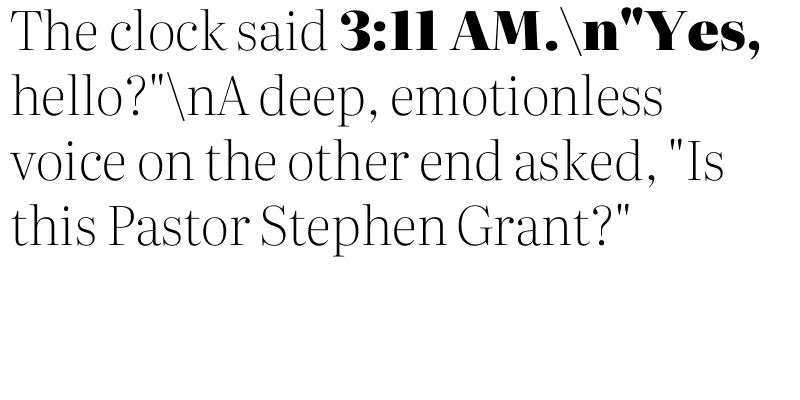 The clock said 3:11 AM.\n"Yes,
hello?"\nA deep, emotionless
voice on the other end asked, "Is
this Pastor Stephen Grant?"